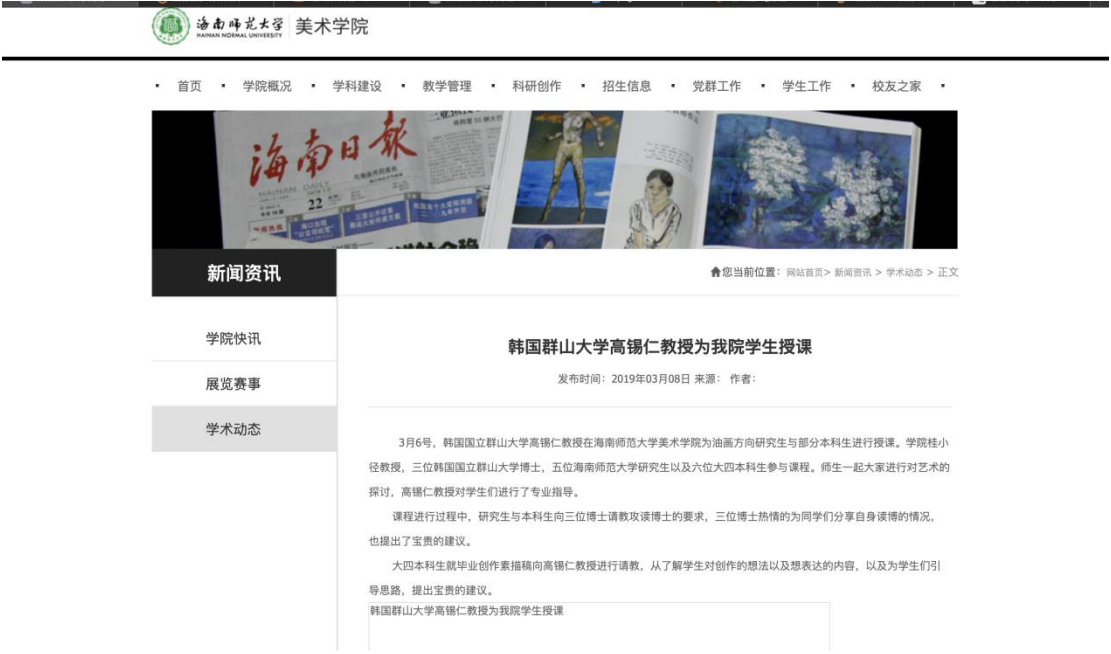 海南师范大学
HAINAN NORMAL UNIVERSITY
美术学院
首页 · 学院概况 · 学科建设 · 教学管理 · 科研创作 · 招生信息 · 党群工作 · 学生工作 · 校友之家
海南日报
HAINAN DAILY
22
新闻资讯
您当前位置：网站首页> 新闻资讯 > 学术动态 > 正文
学院快讯
展览赛事
学术动态
韩国群山大学高锡仁教授为我院学生授课
发布时间：2019年03月08日 来源： 作者：
3月6号，韩国国立群山大学高锡仁教授在海南师范大学美术学院为油画方向研究生与部分本科生进行授课。学院桂小
径教授，三位韩国国立群山大学博士，五位海南师范大学研究生以及六位大四本科生参与课程。师生一起大家进行对艺术的
探讨，高锡仁教授对学生们进行了专业指导。
课程进行过程中，研究生与本科生向三位博士请教攻读博士的要求，三位博士热情的为同学们分享自身读博的情况，
也提出了宝贵的建议。
大四本科生就毕业创作素描稿向高锡仁教授进行请教，从了解学生对创作的想法以及想表达的内容，以及为学生们引
导思路，提出宝贵的建议。
韩国群山大学高锡仁教授为我院学生授课